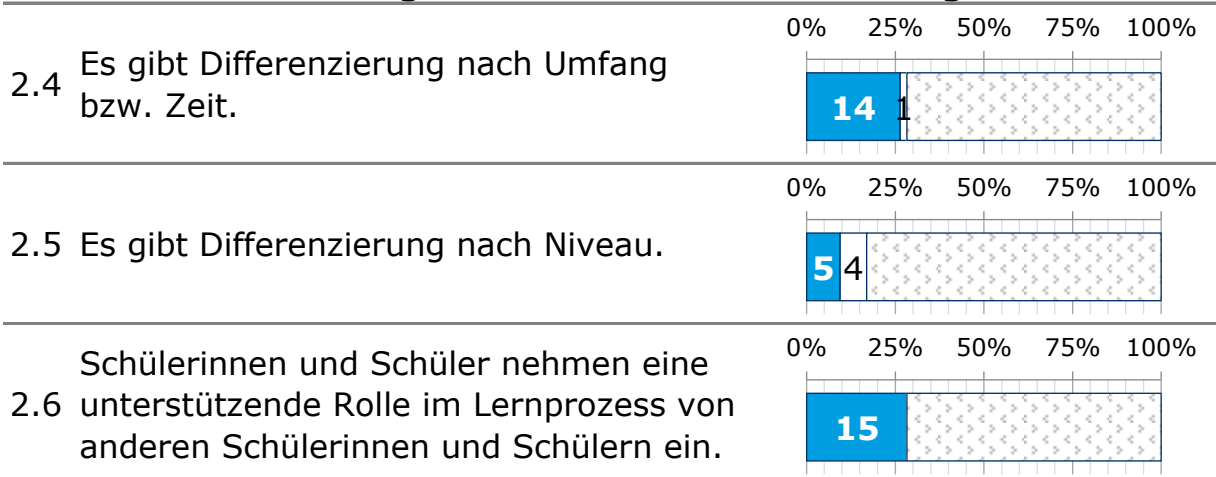 0% 25% 50% 75% 100%
2.4 Es gibt Differenzierung nach Umfang
bzw. Zeit.
14 1
0% 25% 50% 75% 100%
2.5 Es gibt Differenzierung nach Niveau.
5 4
0% 25% 50% 75% 100%
Schülerinnen und Schüler nehmen eine
2.6 unterstützende Rolle im Lernprozess von
anderen Schülerinnen und Schülern ein.
15